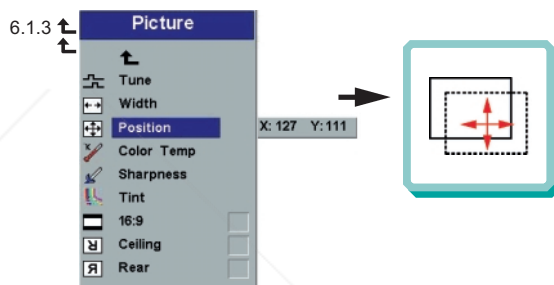 6.1.3
Picture
Tune
Width
Position X: 127 Y: 111
Color Temp
Sharpness
Tint
16:9
Ceiling
Rear